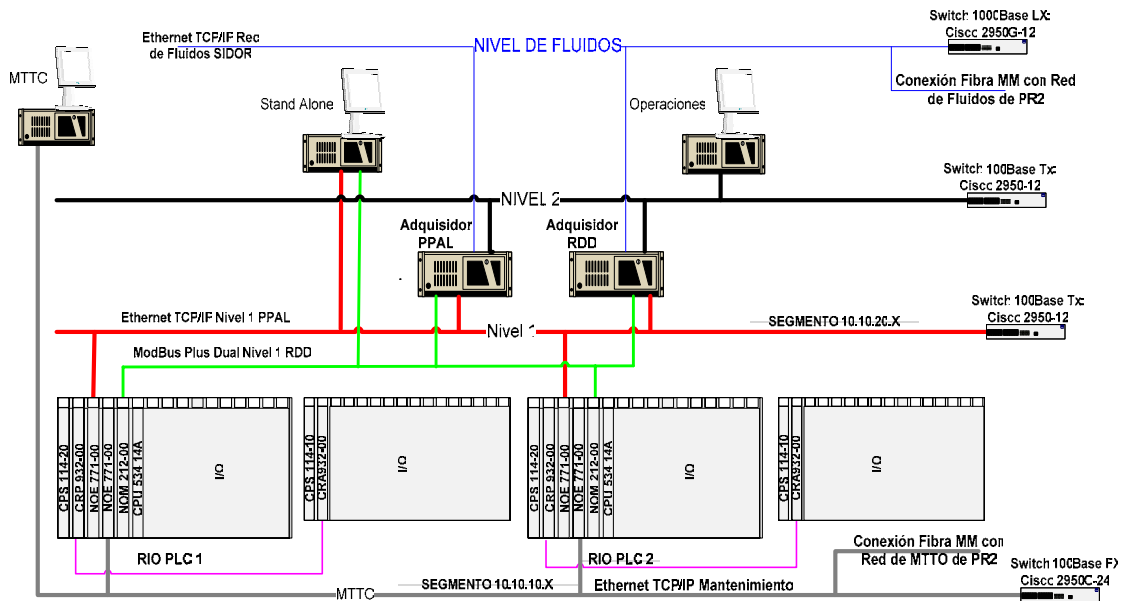 Switch 1000Base LX:
Cisco 2950G-12
Ethernet TCP/IF Red
de Fluidos SIDOR
NIVEL DE FLUIDOS
MTTC
Conexión Fibra MM con Red
de Fluidos de PR2
Stand Alone
Operaciones
Switch 100Base Tx:
Cisco 2950-12
NIVEL 2
Adquisidor
PPAL
Adquisidor
RDD
Switch 100Base Tx:
Cisco 2950-12
Ethernet TCP/IF Nivel 1 PPAL
Nivel 1
SEGMENTO 10.10.20.X
ModBus Plus Dual Nivel 1 RDD
CPS 114-20
CRP 932-00
NOE 771-00
NOE 771-00
NOM 212-00
CPU 534 14A
I/O
CPS 114-10
CRA932-00
I/O
CPS 114-20
CRP 932-00
NOE 771-00
NOE 771-00
NOM 212-00
CPU 534 14A
I/O
CPS 114-10
CRA932-00
I/O
RIO PLC 1
RIO PLC 2
Conexión Fibra MM con
Red de MTTO de PR2
Switch 100Base FX
Cisco 2950C-24
SEGMENTO 10.10.10.X
Ethernet TCP/IP Mantenimiento
MTTC